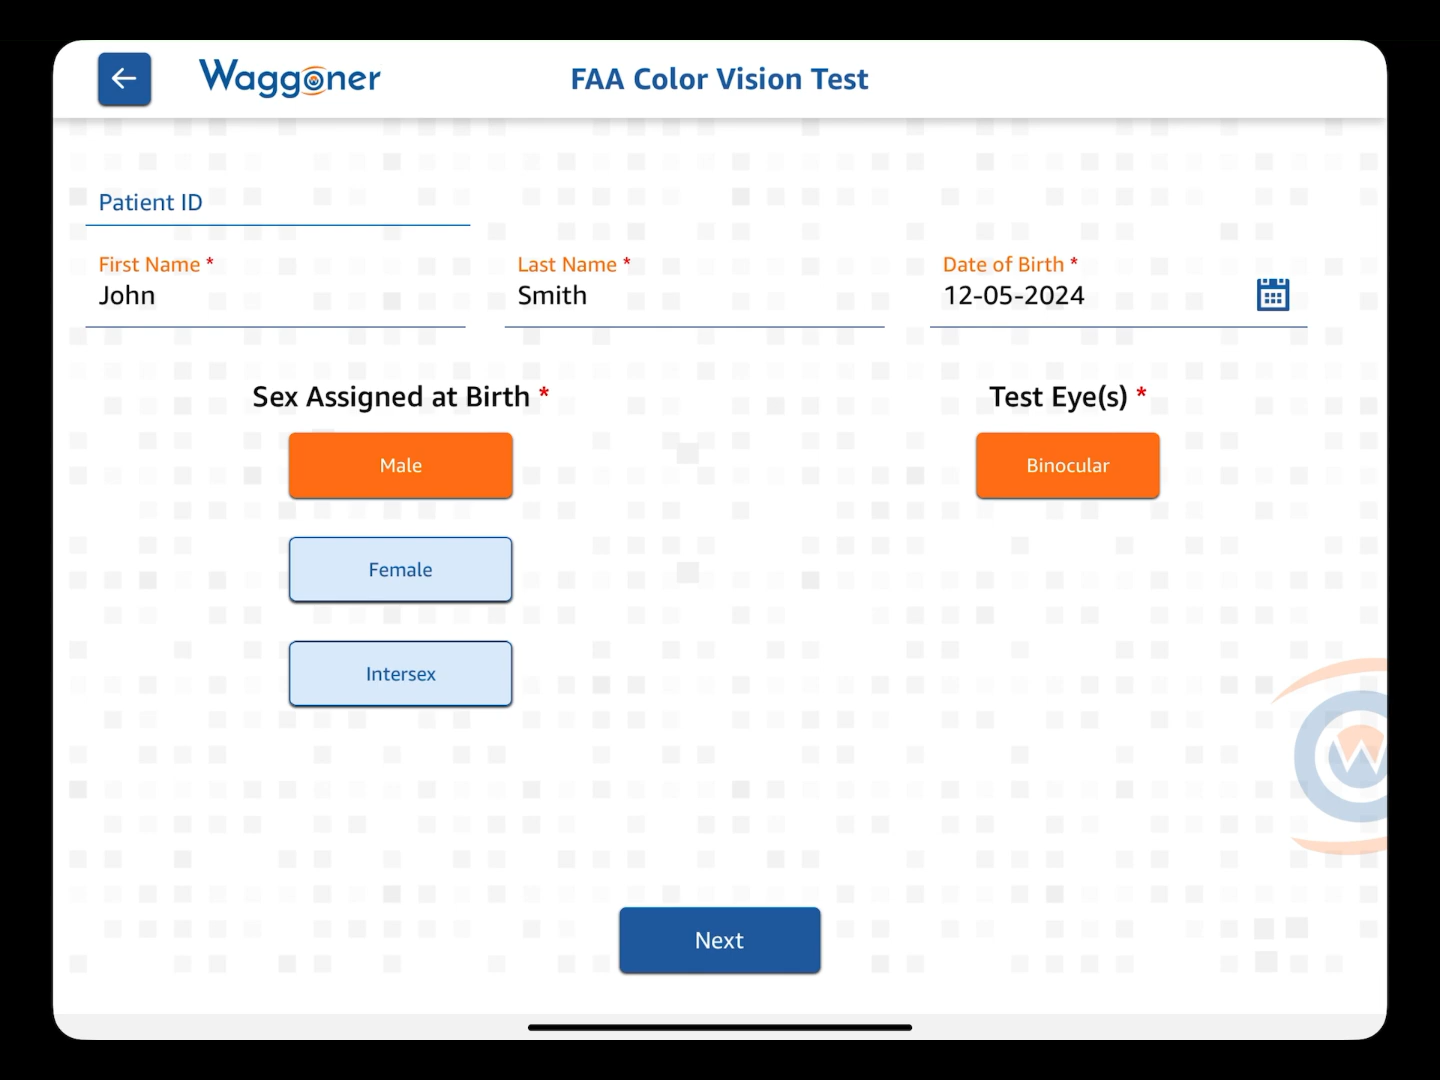 Waggoner
FAA Color Vision Test
Patient ID
First Name *
John
Last Name *
Smith
Date of Birth *
12-05-2024
Sex Assigned at Birth *
Male
Female
Intersex
Test Eye(s) *
Binocular
W
Next